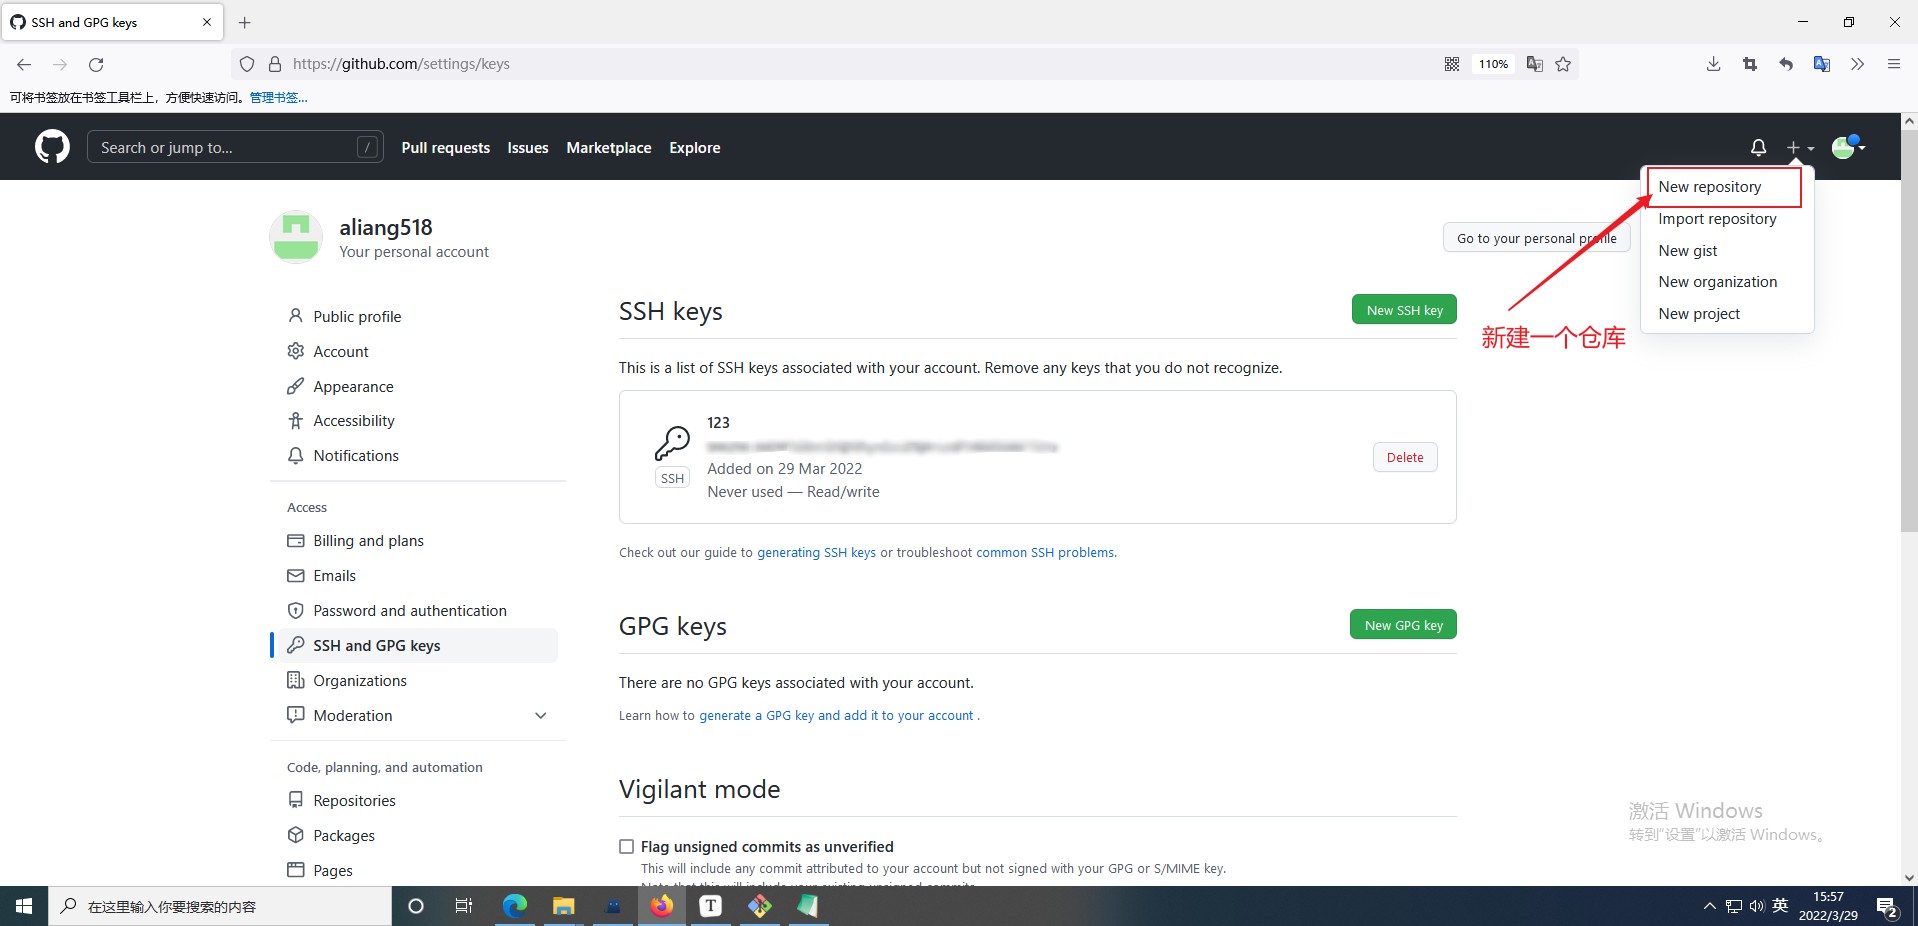 SSH and GPG keys
https://github.com/settings/keys
110%
可将书签放在书签工具栏上，方便快速访问。管理书签...
Search or jump to...
/
Pull requests
Issues
Marketplace
Explore
New repository
Import repository
New gist
New organization
New project
新建一个仓库
aliang518
Your personal account
Go to your personal profile
Public profile
Account
Appearance
Accessibility
Notifications
Access
Billing and plans
Emails
Password and authentication
SSH and GPG keys
Organizations
Moderation
Code, planning, and automation
Repositories
Packages
Pages
SSH keys
New SSH key
This is a list of SSH keys associated with your account. Remove any keys that you do not recognize.
123
Added on 29 Mar 2022
Never used — Read/write
SSH
Delete
Check out our guide to generating SSH keys or troubleshoot common SSH problems.
GPG keys
New GPG key
There are no GPG keys associated with your account.
Learn how to generate a GPG key and add it to your account .
Vigilant mode
Flag unsigned commits as unverified
This will include any commit attributed to your account but not signed with your GPG or S/MIME key.
Note that this will include your existing unsigned commits.
激活 Windows
转到"设置"以激活 Windows。
在这里输入你要搜索的内容
T
英
15:57
2022/3/29
2